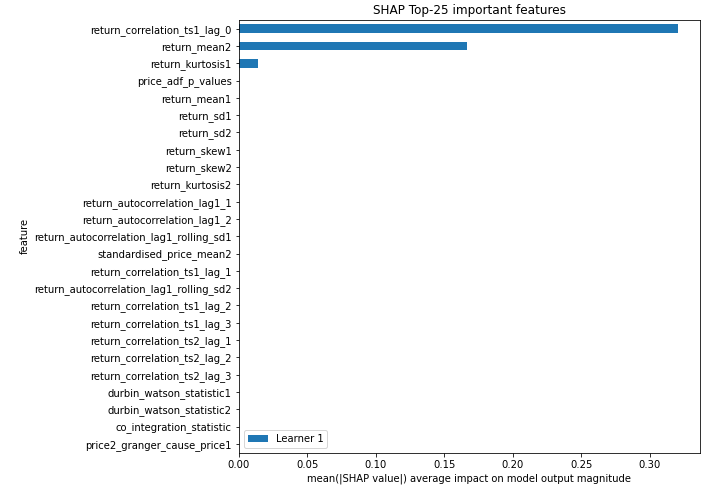 SHAP Top-25 important features
return_correlation_ts1_lag_0
return_mean2
return_kurtosis1
price_adf_p_values
return_mean1
return_sd1
return_sd2
return_skew1
return_skew2
return_kurtosis2
return_autocorrelation_lag1_1
return_autocorrelation_lag1_2
return_autocorrelation_lag1_rolling_sd1
standardised_price_mean2
return_correlation_ts1_lag_1
return_autocorrelation_lag1_rolling_sd2
return_correlation_ts1_lag_2
return_correlation_ts1_lag_3
return_correlation_ts2_lag_1
return_correlation_ts2_lag_2
return_correlation_ts2_lag_3
durbin_watson_statistic1
durbin_watson_statistic2
co_integration_statistic
price2_granger_cause_price1
feature
Learner 1
0.00 0.05 0.10 0.15 0.20 0.25 0.30
mean(|SHAP value|) average impact on model output magnitude